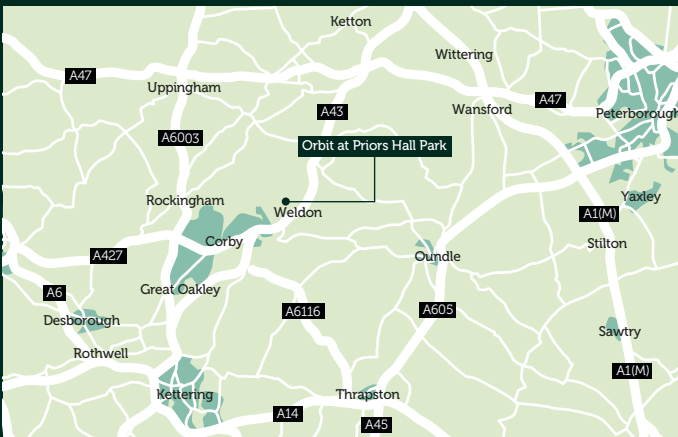 Ketton
Wittering
A47
Uppingham
A43
Wansford
A47
Peterborough
A6003
Orbit at Priors Hall Park
Rockingham
Weldon
Yaxley
A1(M)
Corby
Stilton
A427
Oundle
Great Oakley
A6
A6116
A605
Desborough
Sawtry
Rothwell
A1(M)
Kettering
Thrapston
A14
A45